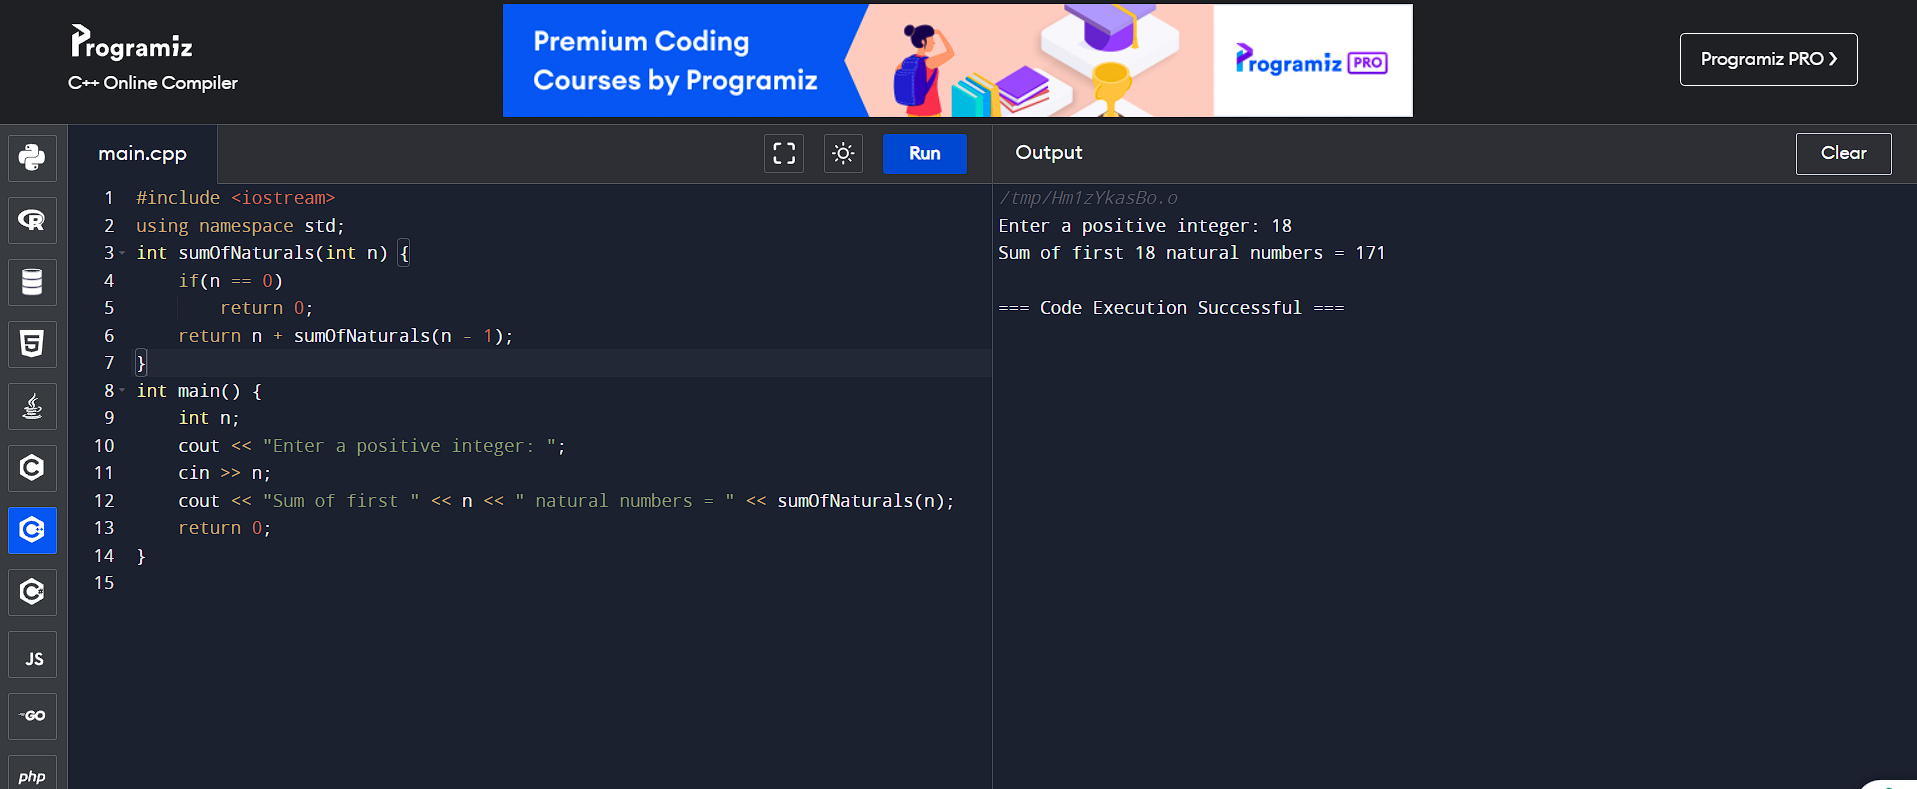 Programiz
C++ Online Compiler
Premium Coding
Courses by Programiz
Programiz PRO
Programiz PRO ❯
main.cpp
Run
Output
Clear
1 #include <iostream>
2 using namespace std;
3 int sumOfNaturals(int n) {
4     if(n == 0)
5         return 0;
6     return n + sumOfNaturals(n - 1);
7 }
8 int main() {
9     int n;
10     cout << "Enter a positive integer: ";
11     cin >> n;
12     cout << "Sum of first " << n << " natural numbers = " << sumOfNaturals(n);
13     return 0;
14 }
15
/tmp/Hm1zYkasBo.o
Enter a positive integer: 18
Sum of first 18 natural numbers = 171
=== Code Execution Successful ===
R
5
C
C++
C#
JS
GO
php